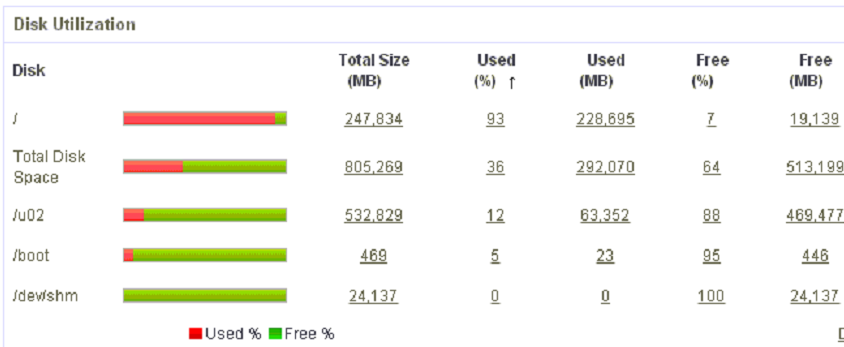 Disk Utilization
Disk Total Size (MB) Used (%) ↑ Used (MB) Free (%) Free (MB)
/ 247,834 93 228,695 7 19,139
Total Disk Space 805,269 36 292,070 64 513,199
/u02 532,829 12 63,352 88 469,477
/boot 469 5 23 95 446
/dev/shm 24,137 0 0 100 24,137
Used % Free %